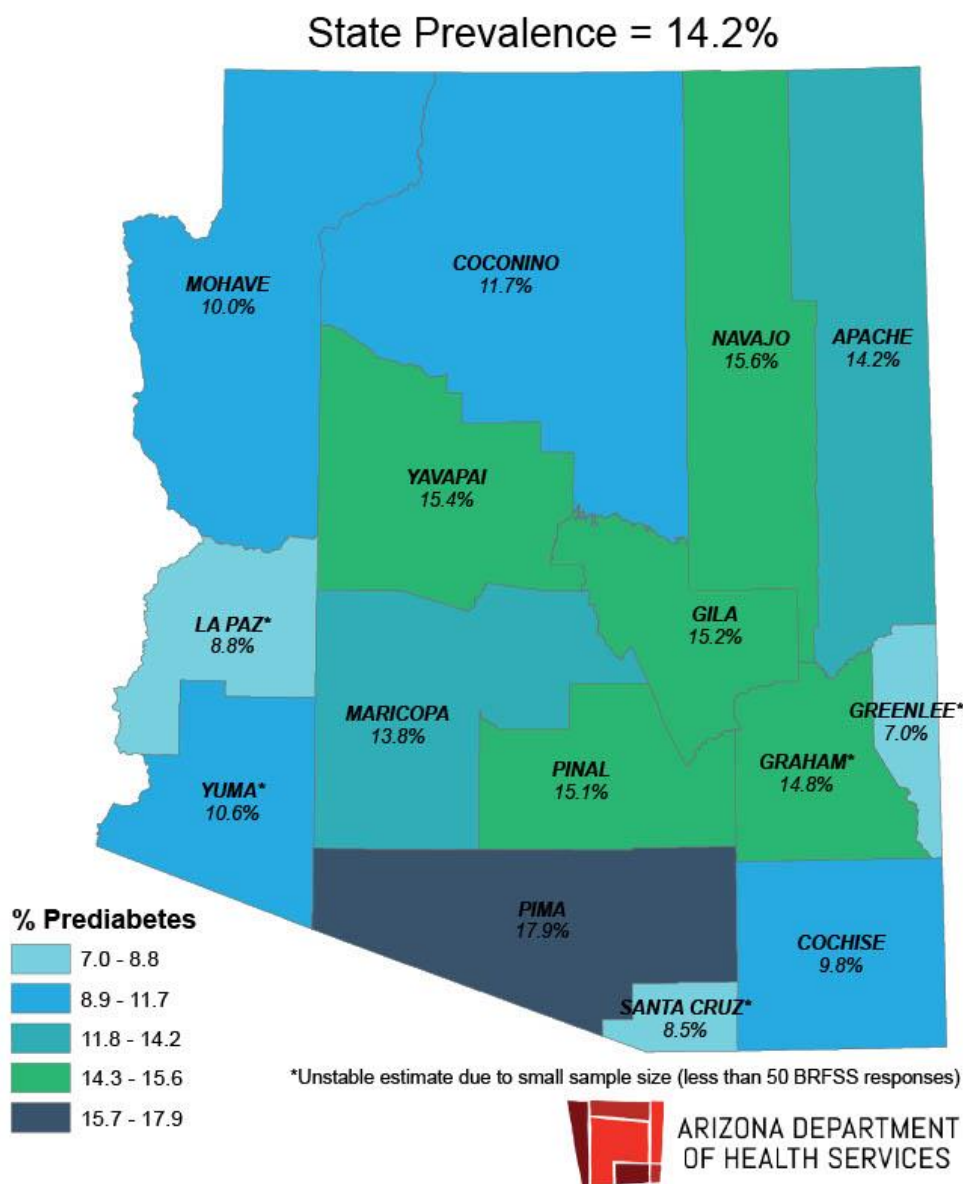 State Prevalence = 14.2%
MOHAVE
10.0%
COCONINO
11.7%
NAVAJO
15.6%
APACHE
14.2%
YAVAPAI
15.4%
LA PAZ*
8.8%
GILA
15.2%
MARICOPA
13.8%
GREENLEE*
7.0%
YUMA*
10.6%
PINAL
15.1%
GRAHAM*
14.8%
PIMA
17.9%
COCHISE
9.8%
SANTA CRUZ*
8.5%
% Prediabetes
7.0 - 8.8
8.9 - 11.7
11.8 - 14.2
14.3 - 15.6
15.7 - 17.9
*Unstable estimate due to small sample size (less than 50 BRFSS responses)
ARIZONA DEPARTMENT
OF HEALTH SERVICES